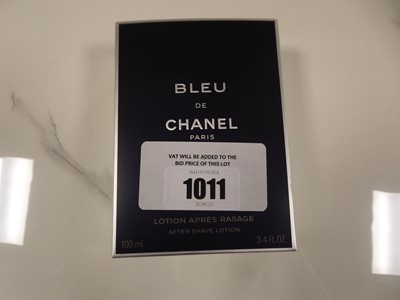 BLEU
DE
CHANEL
PARIS
VAT WILL BE ADDED TO THE
BID PRICE OF THIS LOT
1011
LOTION APRÈS RASAGE
AFTER SHAVE LOTION
100 ml
3.4 FL.OZ.